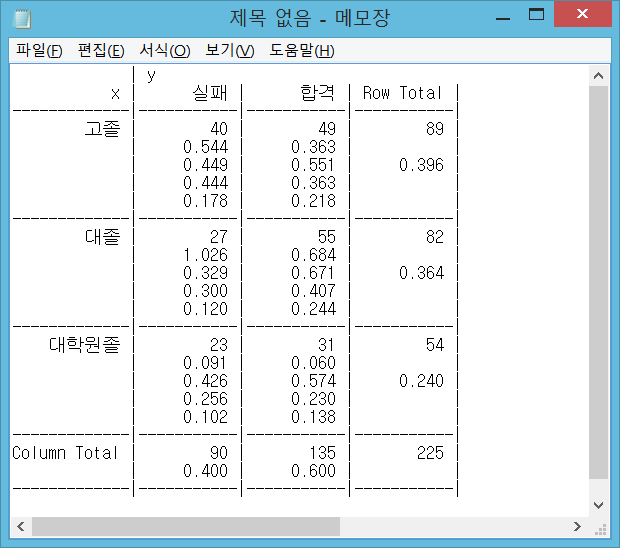 제목 없음 - 메모장
파일(F) 편집(E) 서식(O) 보기(V) 도움말(H)
| y
x | 실패 | 합격 | Row Total |
-------------|-----------|-----------|-----------|
고졸 | 40 | 49 | 89 |
| 0.544 | 0.363 | |
| 0.449 | 0.551 | 0.396 |
| 0.444 | 0.363 | |
| 0.178 | 0.218 | |
-------------|-----------|-----------|-----------|
대졸 | 27 | 55 | 82 |
| 1.026 | 0.684 | |
| 0.329 | 0.671 | 0.364 |
| 0.300 | 0.407 | |
| 0.120 | 0.244 | |
-------------|-----------|-----------|-----------|
대학원졸 | 23 | 31 | 54 |
| 0.091 | 0.060 | |
| 0.426 | 0.574 | 0.240 |
| 0.256 | 0.230 | |
| 0.102 | 0.138 | |
-------------|-----------|-----------|-----------|
Column Total | 90 | 135 | 225 |
| 0.400 | 0.600 | |
-------------|-----------|-----------|-----------|